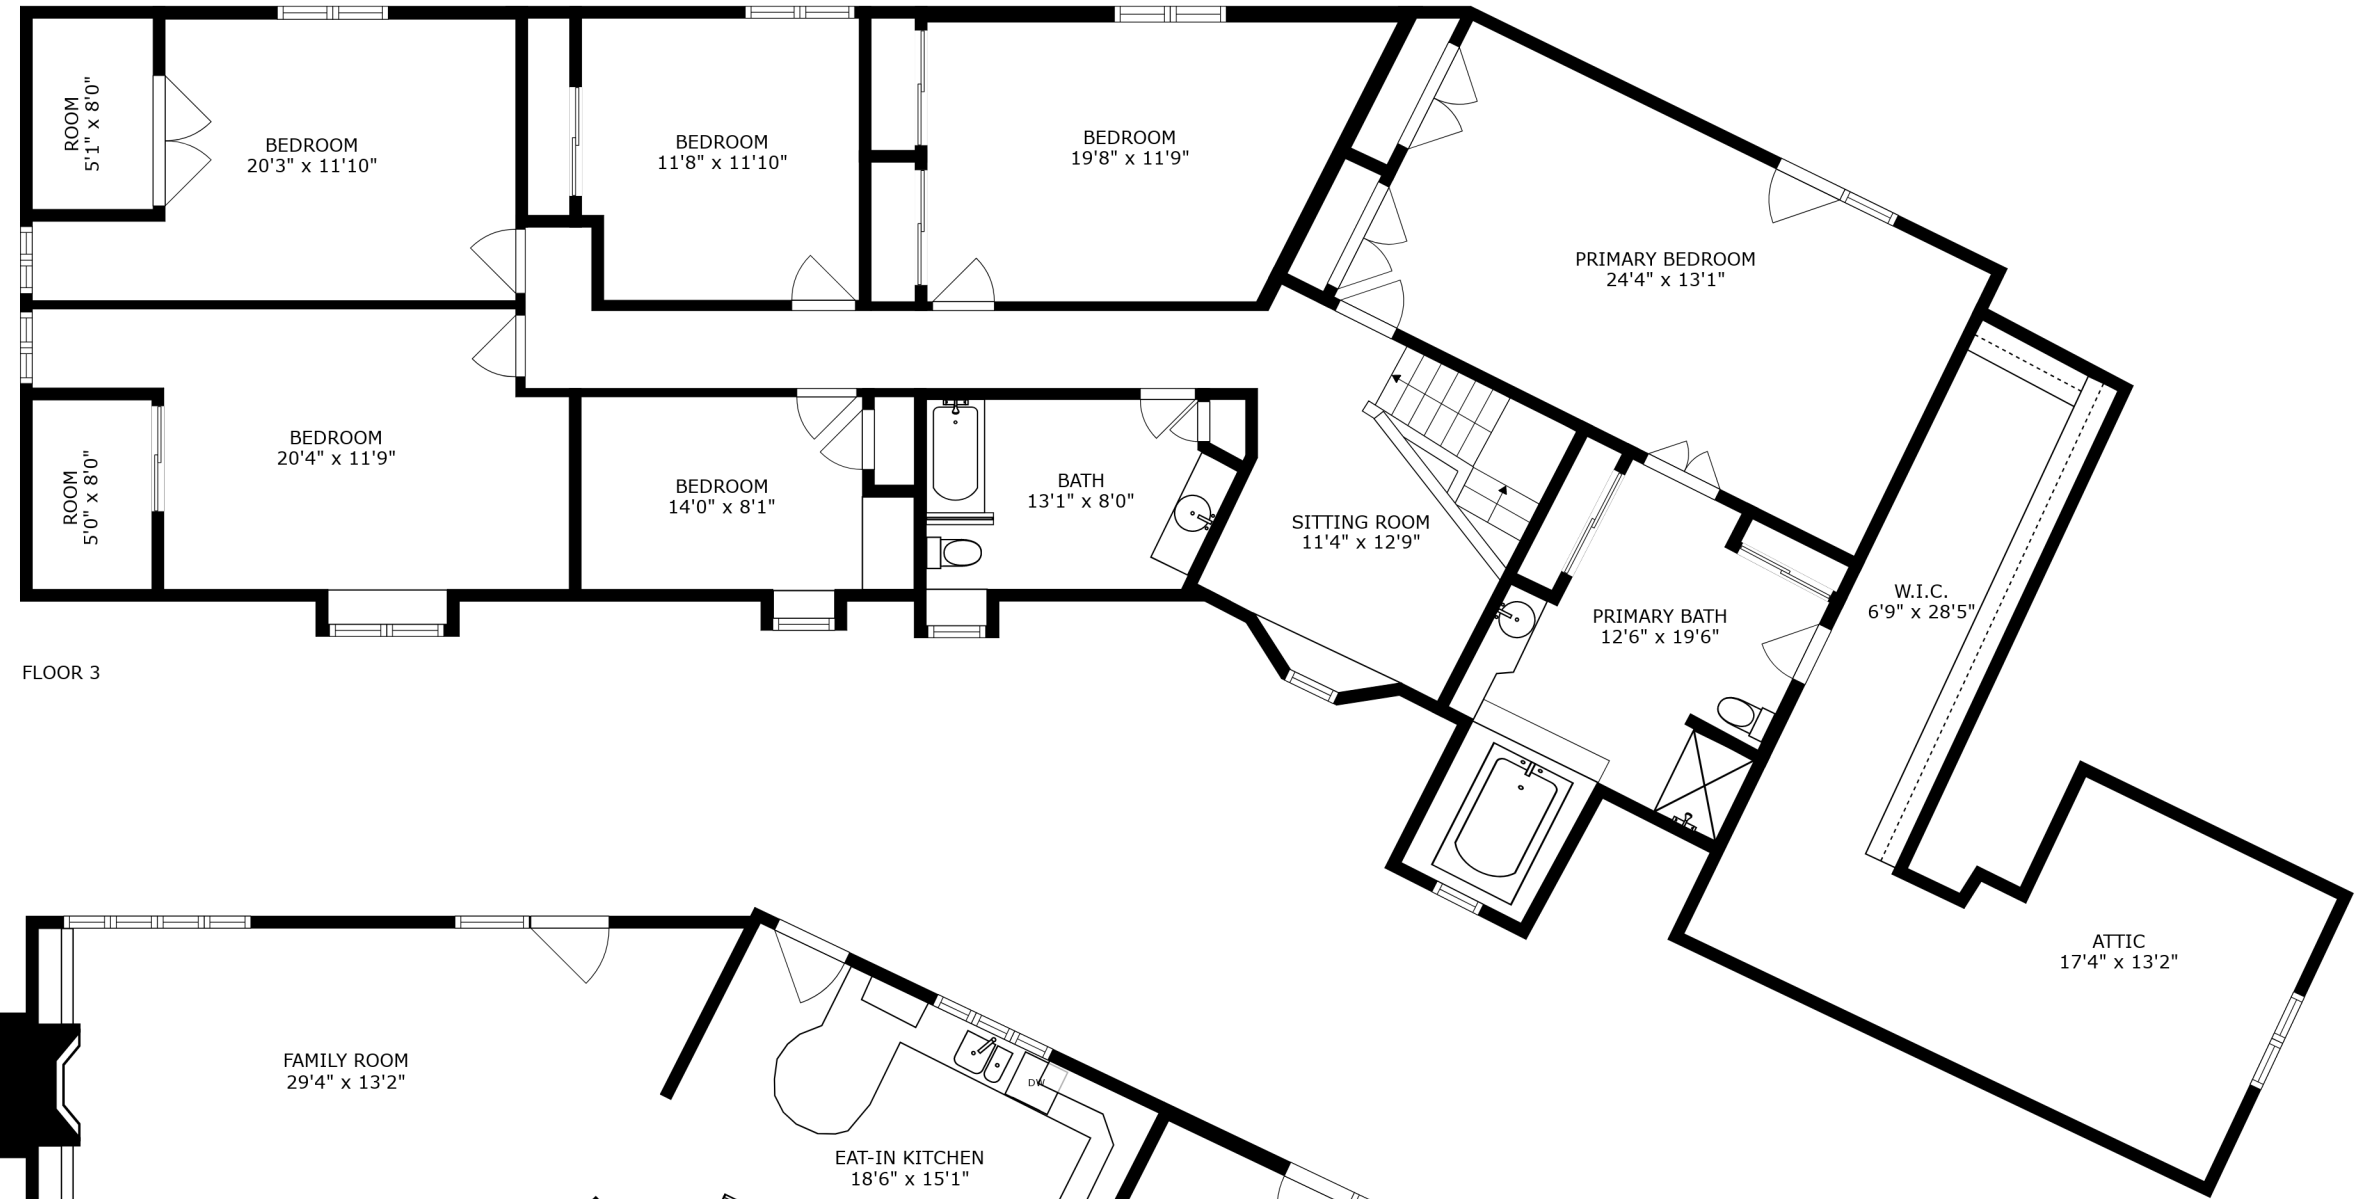 ROOM
5'1" x 8'0"
BEDROOM
20'3" x 11'10"
BEDROOM
11'8" x 11'10"
BEDROOM
19'8" x 11'9"
PRIMARY BEDROOM
24'4" x 13'1"
ROOM
5'0" x 8'0"
BEDROOM
20'4" x 11'9"
BEDROOM
14'0" x 8'1"
BATH
13'1" x 8'0"
SITTING ROOM
11'4" x 12'9"
PRIMARY BATH
12'6" x 19'6"
W.I.C.
6'9" x 28'5"
FLOOR 3
ATTIC
17'4" x 13'2"
FAMILY ROOM
29'4" x 13'2"
DW
EAT-IN KITCHEN
18'6" x 15'1"